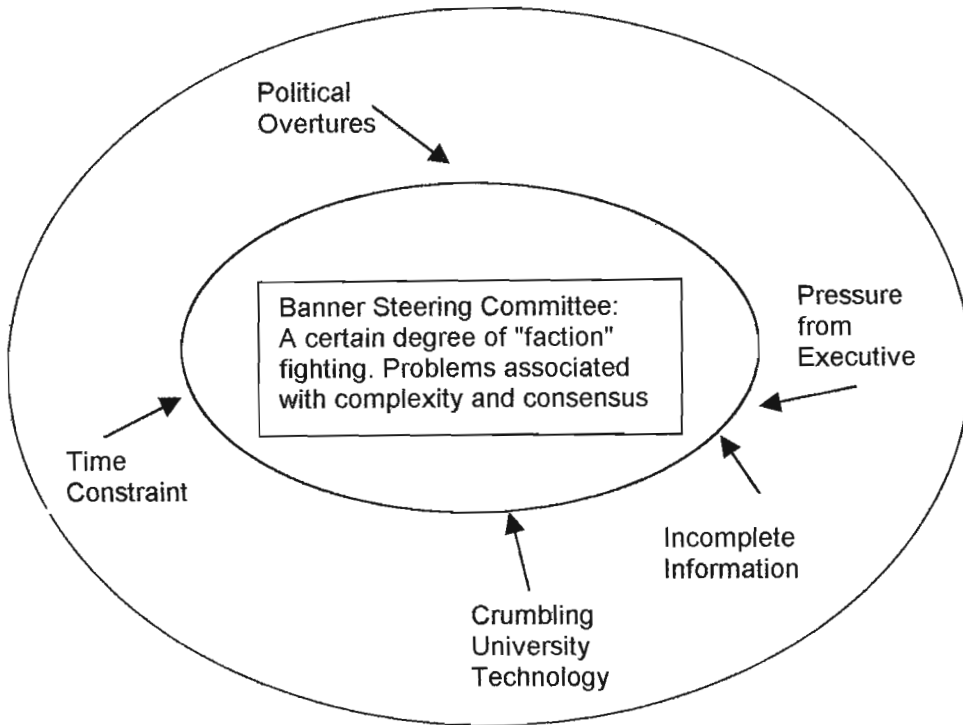 Political
Overtures
Banner Steering Committee:
A certain degree of "faction"
fighting. Problems associated
with complexity and consensus
Pressure
from
Executive
Time
Constraint
Incomplete
Information
Crumbling
University
Technology